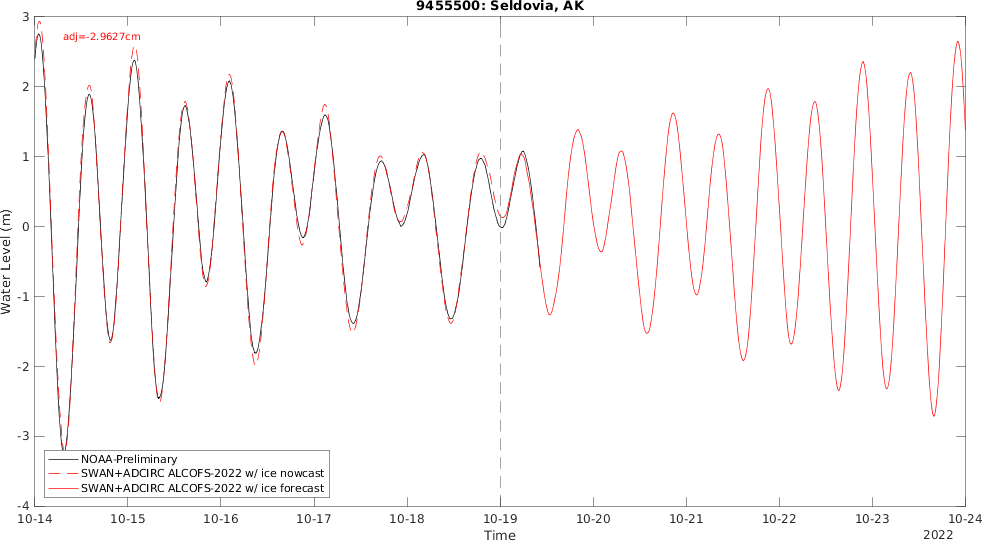 9455500: Seldovia, AK
adj=-2.9627cm
Water Level (m)
3
2
1
0
-1
-2
-3
-4
NOAA-Preliminary
SWAN+ADCIRC ALCOFS-2022 w/ ice nowcast
SWAN+ADCIRC ALCOFS-2022 w/ ice forecast
10-14 10-15 10-16 10-17 10-18 10-19 10-20 10-21 10-22 10-23 10-24
Time
2022